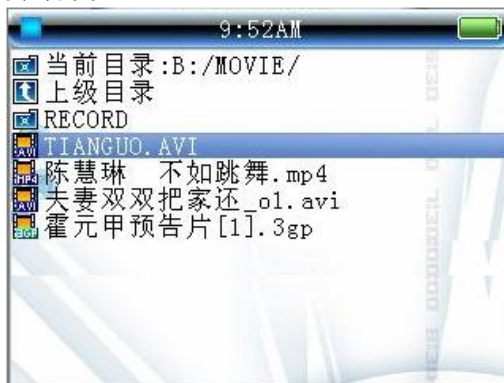 9:52AM
当前目录:B:/MOVIE/
上级目录
RECORD
TIANGUO.AVI
陈慧琳 不如跳舞.mp4
夫妻双双把家还_o1.avi
霍元甲预告片[1].3gp